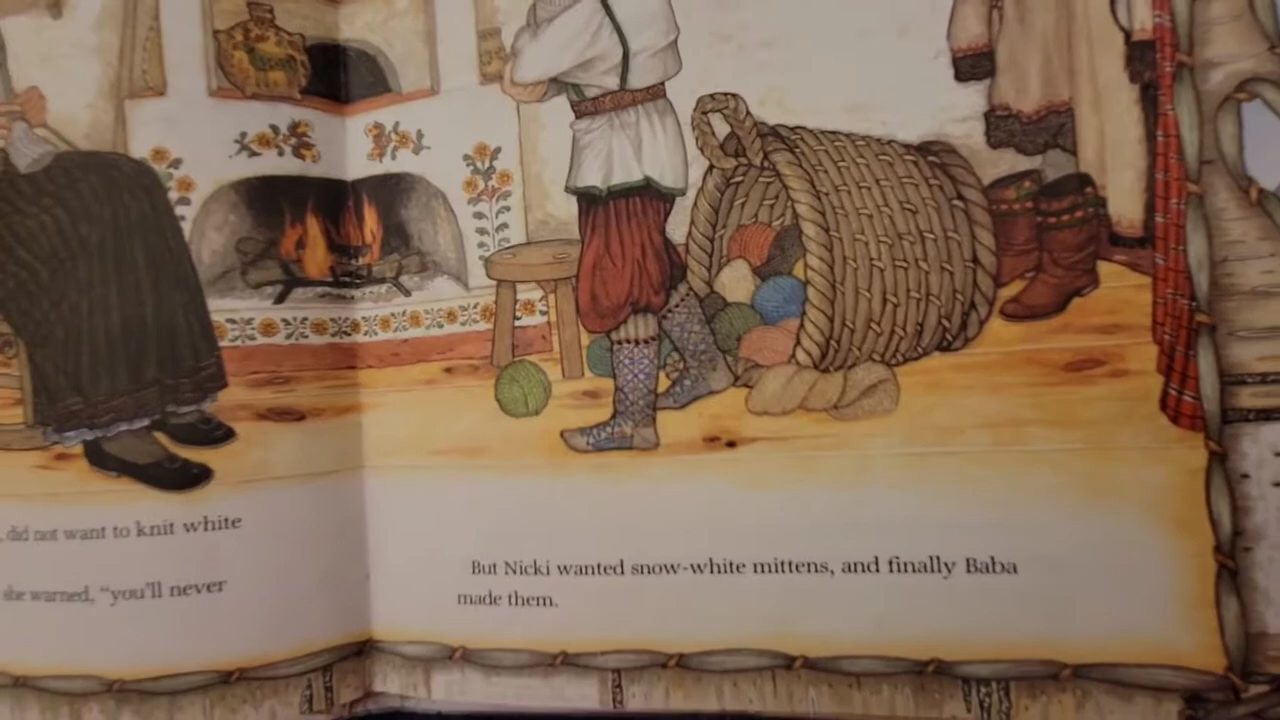 did not want to knit white
she warned, "you'll never
But Nicki wanted snow-white mittens, and finally Baba
made them.